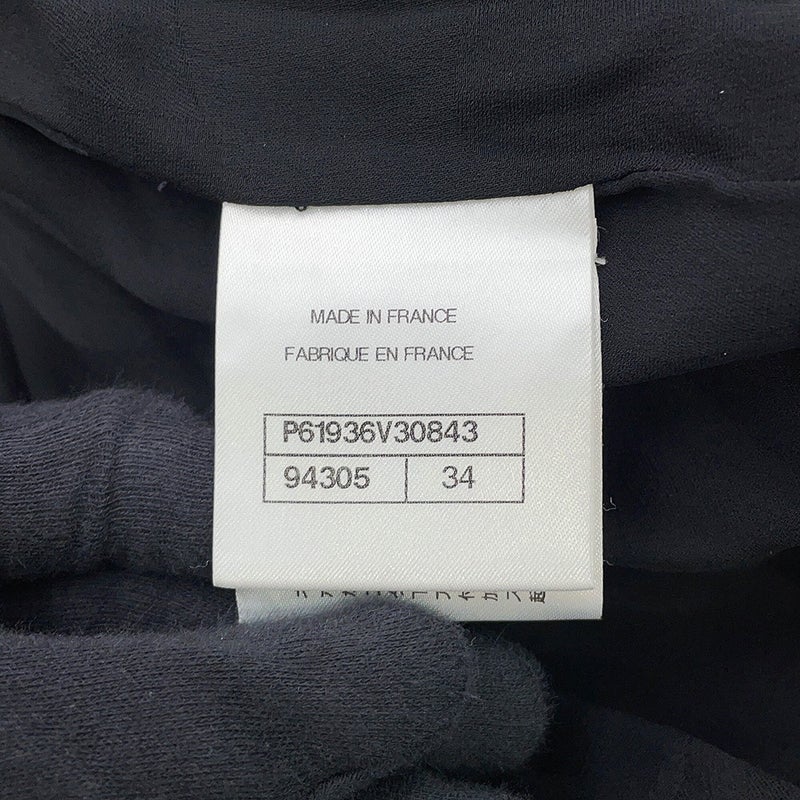 MADE IN FRANCE
FABRIQUE EN FRANCE
P61936V30843
94305 34